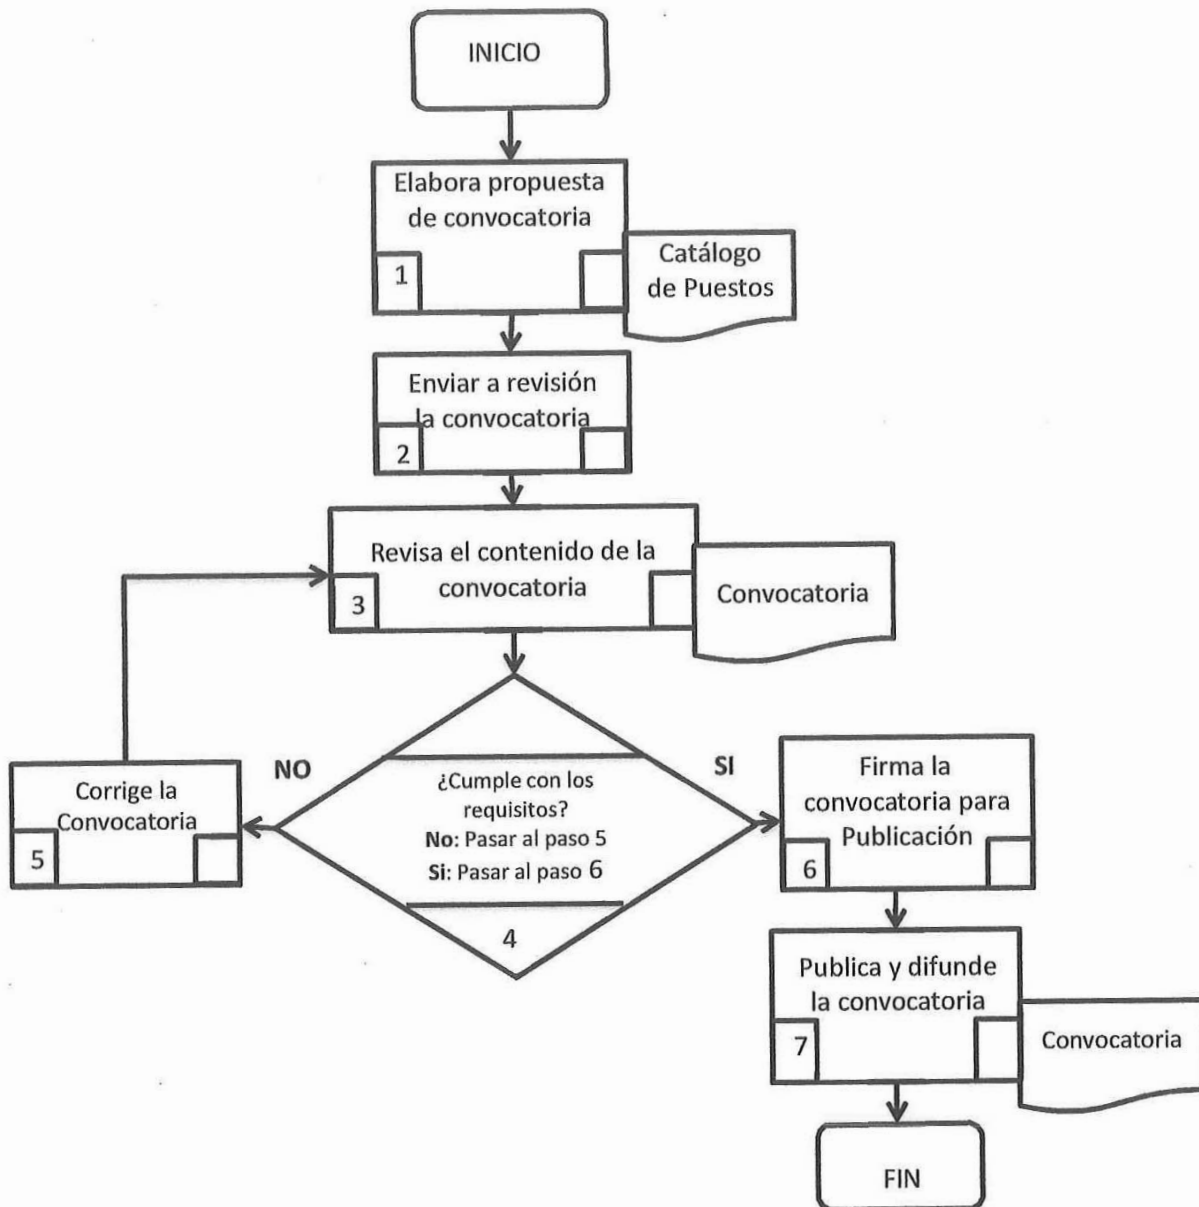 INICIO
Elabora propuesta
de convocatoria
1
Catálogo
de Puestos
Enviar a revisión
la convocatoria
2
Revisa el contenido de la
convocatoria
3
Convocatoria
NO
SI
¿Cumple con los
requisitos?
No: Pasar al paso 5
Si: Pasar al paso 6
4
Corrige la
Convocatoria
5
Firma la
convocatoria para
Publicación
6
Publica y difunde
la convocatoria
7
Convocatoria
FIN